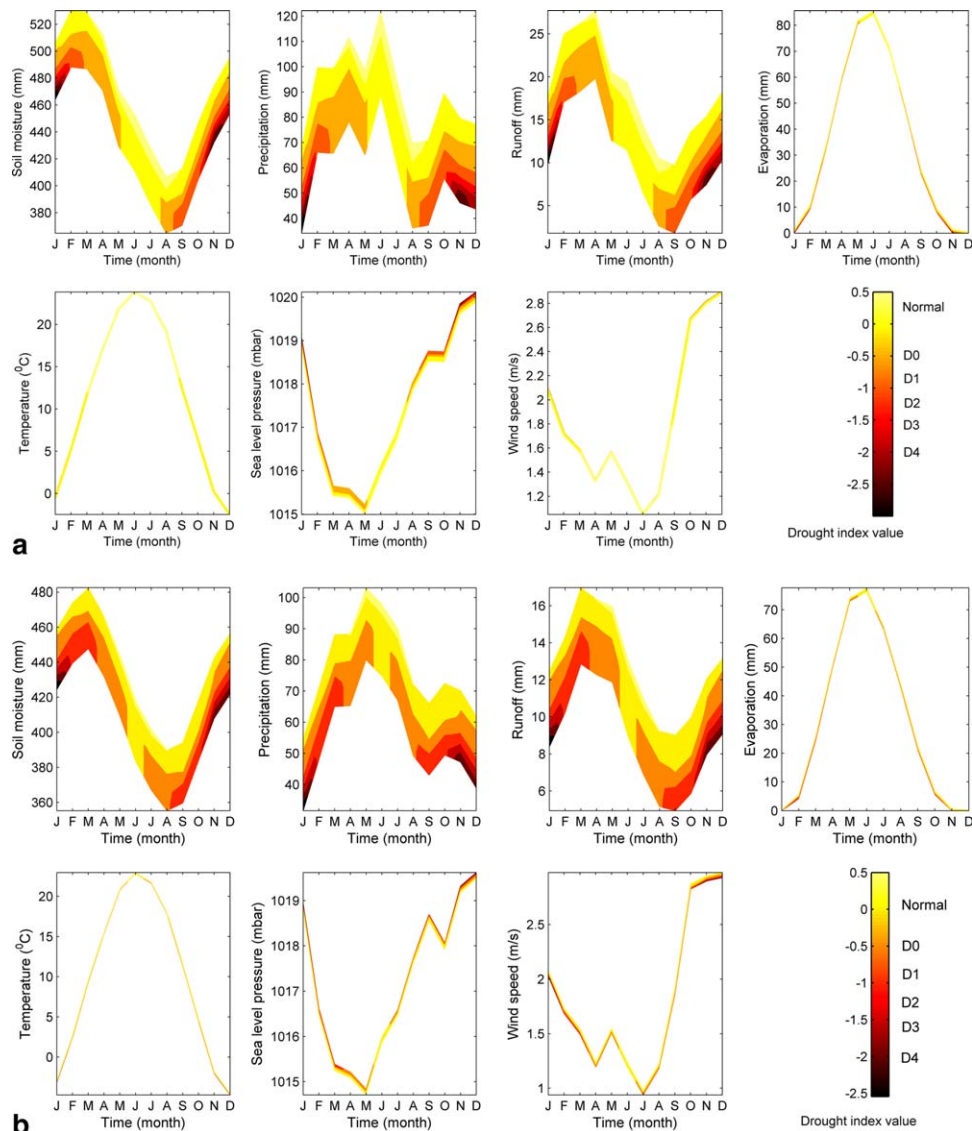 Soil moisture (mm)
520
500
480
460
440
420
400
380
J F M A M J J A S O N D
Time (month)
Precipitation (mm)
120
110
100
90
80
70
60
50
40
J F M A M J J A S O N D
Time (month)
Runoff (mm)
25
20
15
10
5
J F M A M J J A S O N D
Time (month)
Evaporation (mm)
80
70
60
50
40
30
20
10
0
J F M A M J J A S O N D
Time (month)
Temperature (⁰C)
20
15
10
5
0
J F M A M J J A S O N D
Time (month)
Sea level pressure (mbar)
1020
1019
1018
1017
1016
1015
J F M A M J J A S O N D
Time (month)
Wind speed (m/s)
2.8
2.6
2.4
2.2
2
1.8
1.6
1.4
1.2
J F M A M J J A S O N D
Time (month)
0.5
0
-0.5
-1
-1.5
-2
-2.5
Normal
D0
D1
D2
D3
D4
Drought index value
a
Soil moisture (mm)
480
460
440
420
400
380
360
J F M A M J J A S O N D
Time (month)
Precipitation (mm)
100
90
80
70
60
50
40
J F M A M J J A S O N D
Time (month)
Runoff (mm)
16
14
12
10
8
6
J F M A M J J A S O N D
Time (month)
Evaporation (mm)
70
60
50
40
30
20
10
0
J F M A M J J A S O N D
Time (month)
Temperature (⁰C)
20
15
10
5
0
J F M A M J J A S O N D
Time (month)
Sea level pressure (mbar)
1019
1018
1017
1016
1015
J F M A M J J A S O N D
Time (month)
Wind speed (m/s)
2.5
2
1.5
1
J F M A M J J A S O N D
Time (month)
0.5
0
-0.5
-1
-1.5
-2
-2.5
Normal
D0
D1
D2
D3
D4
Drought index value
b